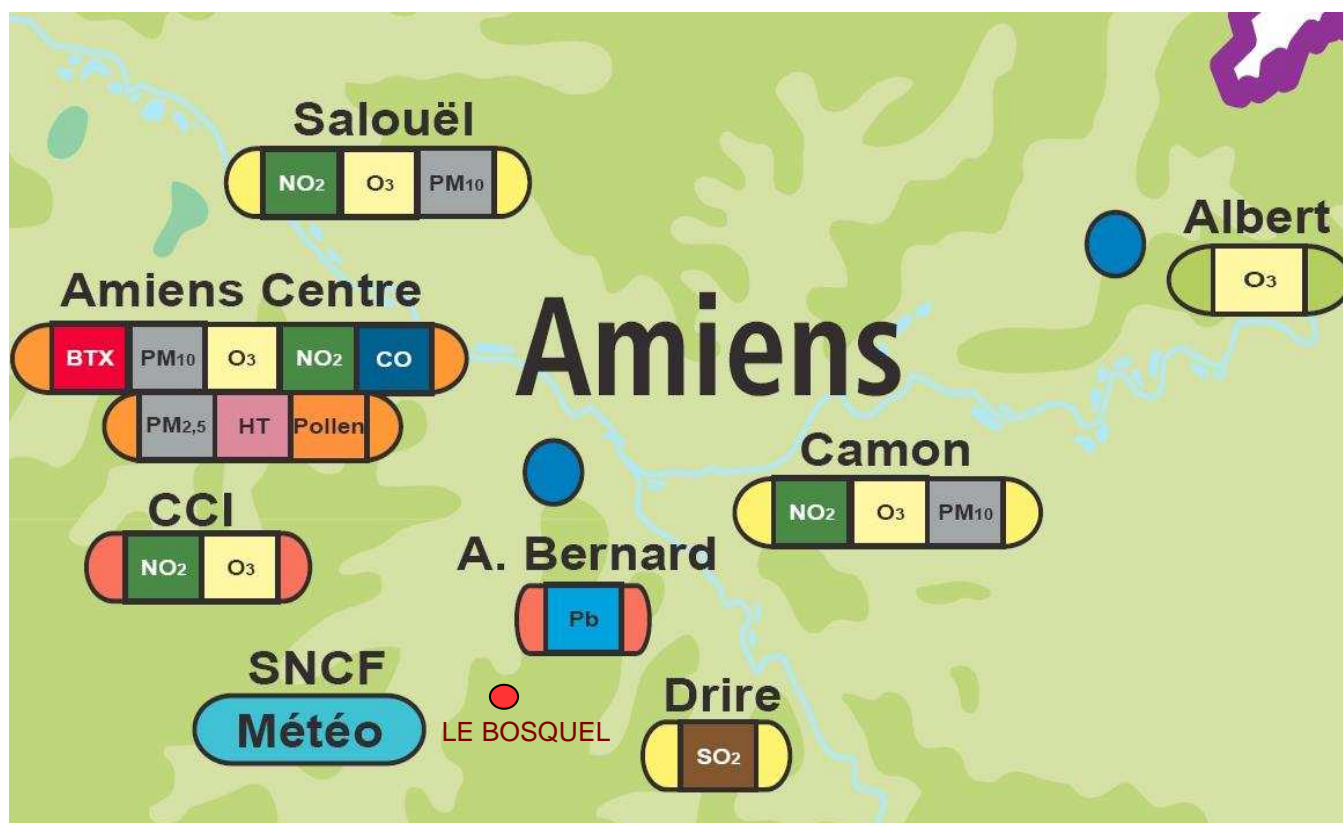 Salouël
NO2 O3 PM10
Albert
O3
Amiens Centre
BTX PM10 O3 NO2 CO
PM2,5 HT Pollen
Amiens
Camon
NO2 O3 PM10
CCI
NO2 O3
A. Bernard
Pb
SNCF
Météo
LE BOSQUEL
Drire
SO2